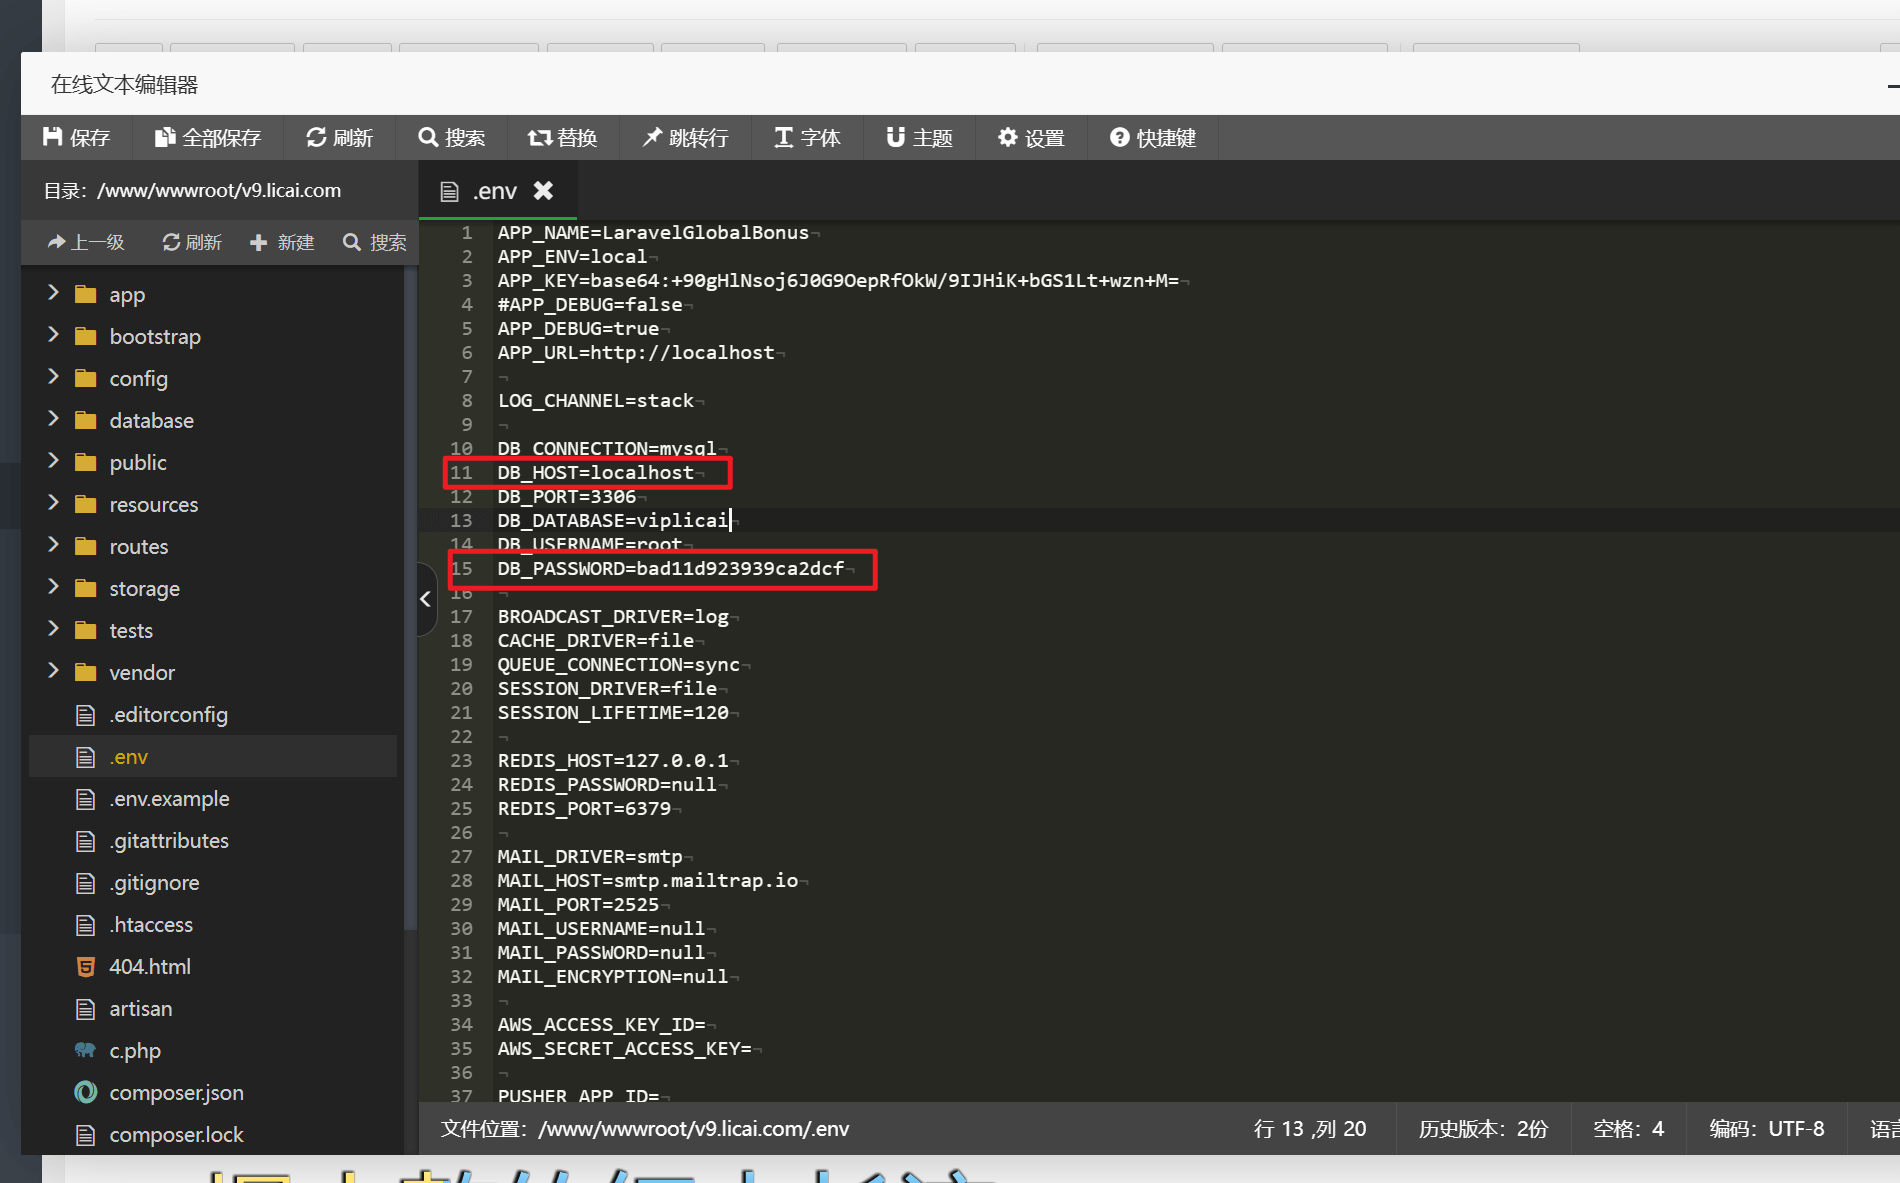 在线文本编辑器
保存 全部保存 刷新 搜索 替换 跳转行 字体 主题 设置 快捷键
目录：/www/wwwroot/v9.licai.com
上一级 刷新 新建 搜索
app
bootstrap
config
database
public
resources
routes
storage
tests
vendor
.editorconfig
.env
.env.example
.gitattributes
.gitignore
.htaccess
404.html
artisan
c.php
composer.json
composer.lock
.env
1 APP_NAME=LaravelGlobalBonus
2 APP_ENV=local
3 APP_KEY=base64:+90gHlNsoj6J0G9OepRfOkW/9IJHiK+bGS1Lt+wzn+M=
4 #APP_DEBUG=false
5 APP_DEBUG=true
6 APP_URL=http://localhost
7
8 LOG_CHANNEL=stack
9
10 DB_CONNECTION=mysql
11 DB_HOST=localhost
12 DB_PORT=3306
13 DB_DATABASE=viplicai
14 DB_USERNAME=root
15 DB_PASSWORD=bad11d923939ca2dcf
16
17 BROADCAST_DRIVER=log
18 CACHE_DRIVER=file
19 QUEUE_CONNECTION=sync
20 SESSION_DRIVER=file
21 SESSION_LIFETIME=120
22
23 REDIS_HOST=127.0.0.1
24 REDIS_PASSWORD=null
25 REDIS_PORT=6379
26
27 MAIL_DRIVER=smtp
28 MAIL_HOST=smtp.mailtrap.io
29 MAIL_PORT=2525
30 MAIL_USERNAME=null
31 MAIL_PASSWORD=null
32 MAIL_ENCRYPTION=null
33
34 AWS_ACCESS_KEY_ID=
35 AWS_SECRET_ACCESS_KEY=
36
37 PUSHER_APP_ID=
文件位置：/www/wwwroot/v9.licai.com/.env 行 13 ,列 20 历史版本：2份 空格：4 编码：UTF-8